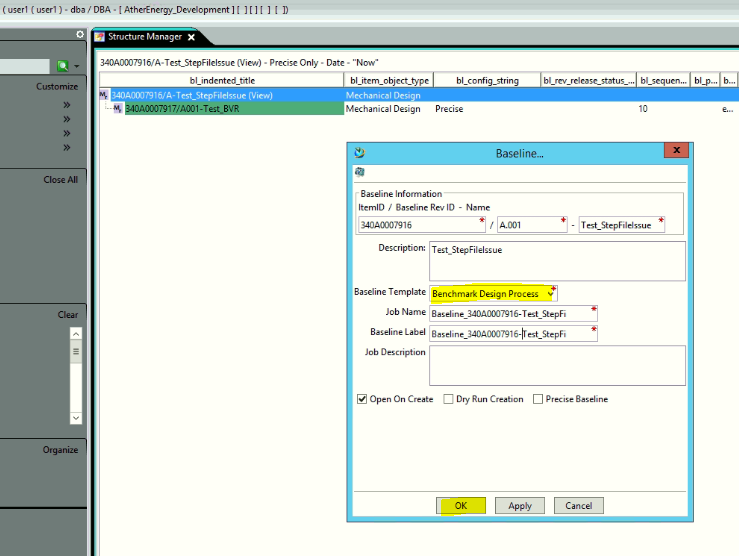 ( user1 ( user1 ) - dba / DBA - [ AtherEnergy_Development ] [ ][ ] [ ] [ ])
Structure Manager
340A0007916/A-Test_StepFileIssue (View) - Precise Only - Date - "Now"
Customize
bl_indented_title bl_item_object_type bl_config_string bl_rev_release_status_... bl_sequen... bl_p... b...
340A0007916/A-Test_StepFileIssue (View) Mechanical Design
340A0007917/A001-Test_BVR Mechanical Design Precise 10 e...
Close All
Clear
Organize
Baseline...
x
Baseline Information
ItemID / Baseline Rev ID - Name
340A0007916 * / A.001 * - Test_StepFileIssue *
Description: Test_StepFileIssue
Baseline Template Benchmark Design Process *
Job Name Baseline_340A0007916-Test_StepFi *
Baseline Label Baseline_340A0007916-Test_StepFi *
Job Description
Open On Create Dry Run Creation Precise Baseline
OK Apply Cancel